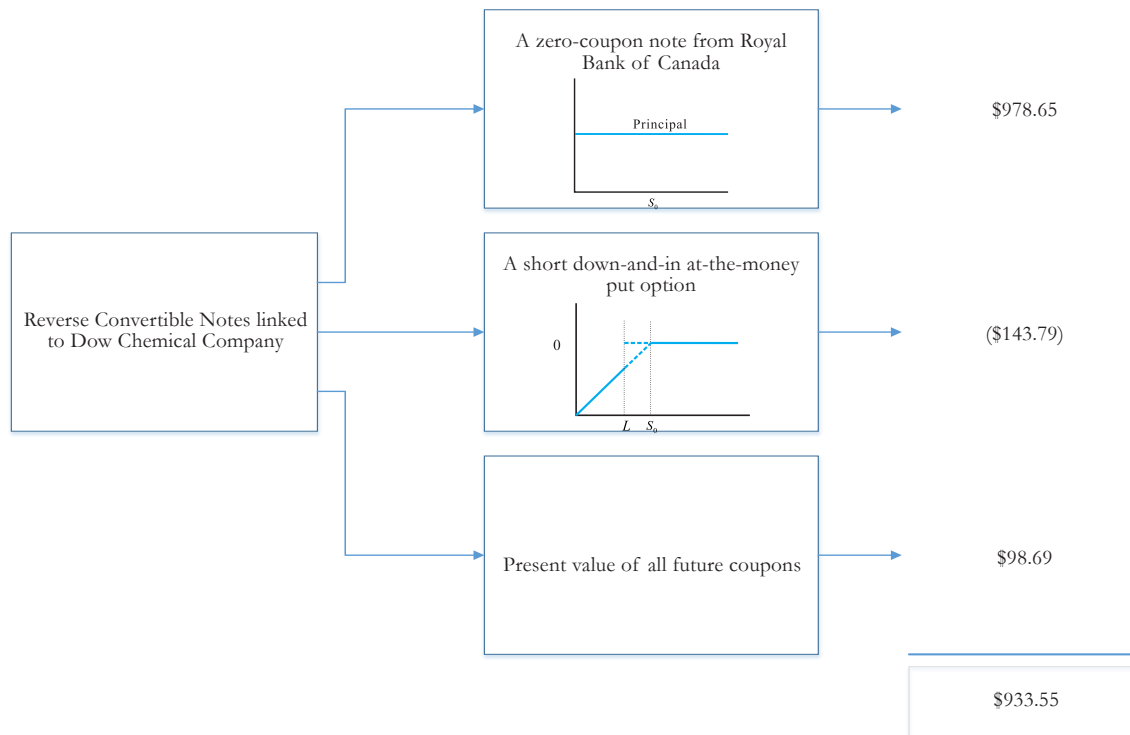 A zero-coupon note from Royal
Bank of Canada
Principal
S₀
$978.65
Reverse Convertible Notes linked
to Dow Chemical Company
A short down-and-in at-the-money
put option
0
L
S₀
($143.79)
Present value of all future coupons
$98.69
$933.55